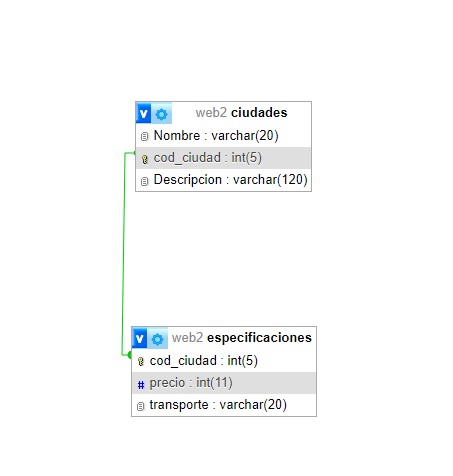 v web2 ciudades
Nombre : varchar(20)
cod_ciudad : int(5)
Descripcion : varchar(120)
v web2 especificaciones
cod_ciudad : int(5)
# precio : int(11)
transporte : varchar(20)